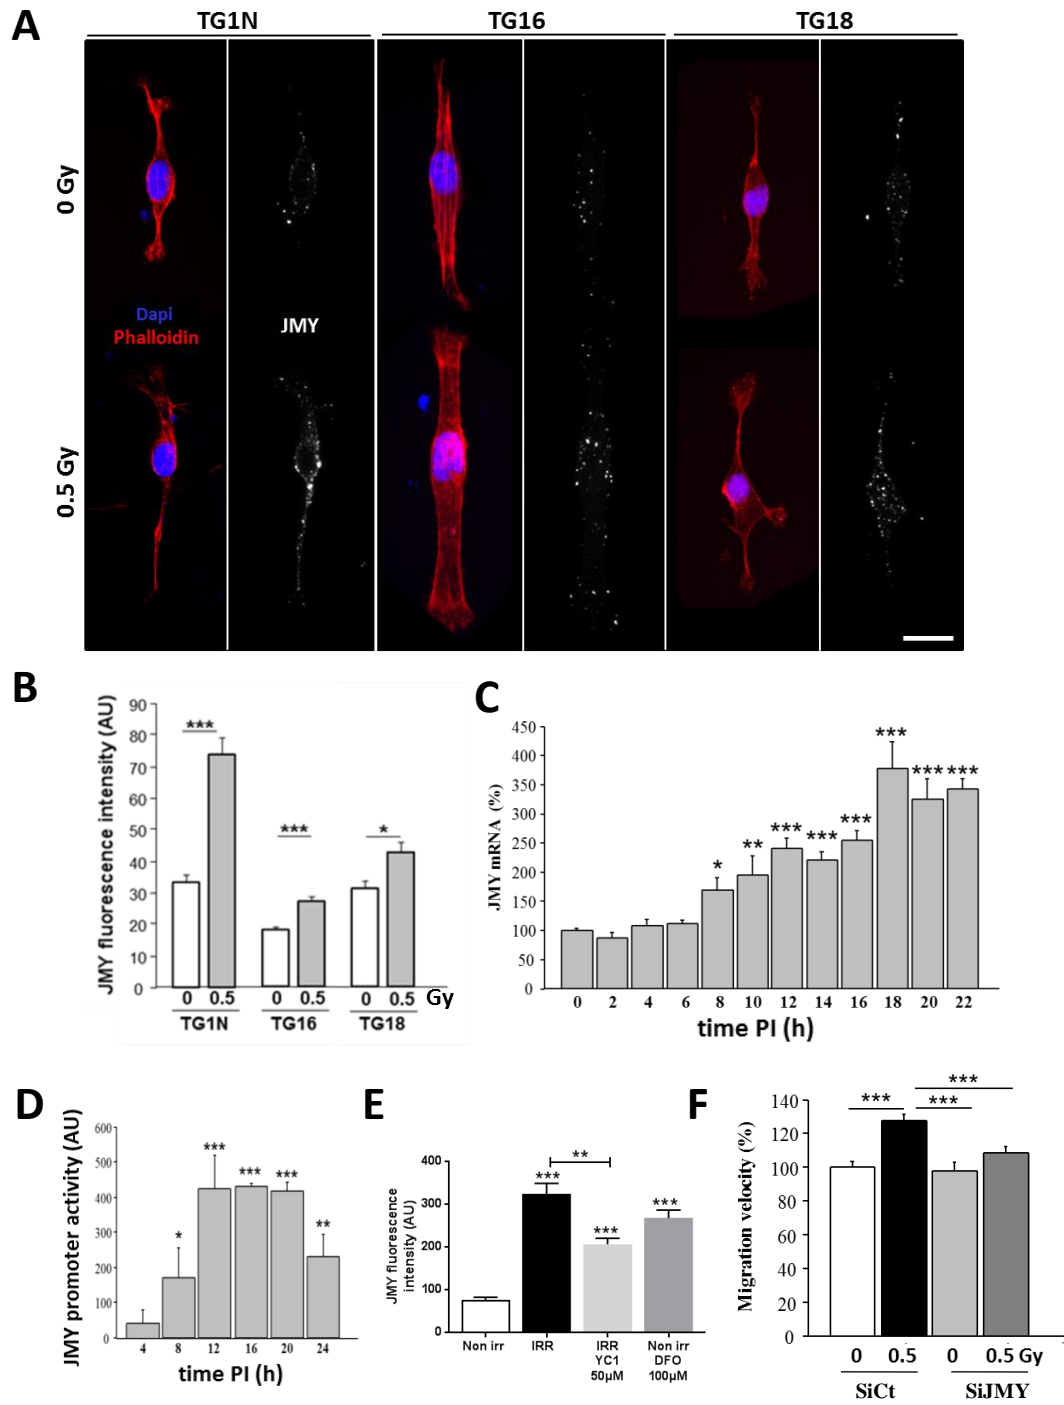 A
TG1N TG16 TG18
0 Gy
Dapi
Phalloidin
JMY
0.5 Gy
B
JMY fluorescence intensity (AU)
90
80
70
60
50
40
30
20
10
0
***
***
*
0 0.5 0 0.5 0 0.5 Gy
TG1N TG16 TG18
C
JMY mRNA (%)
450
400
350
300
250
200
150
100
50
0
*
**
***
***
***
***
*** ***
0 2 4 6 8 10 12 14 16 18 20 22
time PI (h)
D
JMY promoter activity (AU)
600
500
400
300
200
100
0
*
***
***
***
**
4 8 12 16 20 24
time PI (h)
E
JMY fluorescence
intensity (AU)
400
300
200
100
0
**
***
***
***
Non irr IRR IRR Non irr
YC1 DFO
50µM 100µM
F
Migration velocity (%)
140
120
100
80
60
40
20
0
***
***
***
0 0.5 0 0.5 Gy
SiCt SiJMY